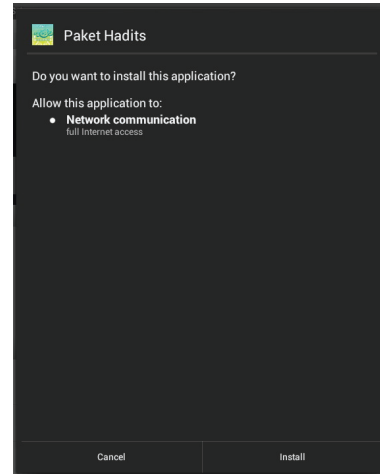 Paket Hadits
Do you want to install this application?
Allow this application to:
Network communication
full Internet access
Cancel
Install